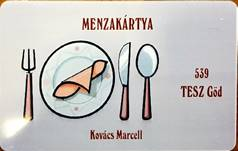 MENZAKÁRTYA
539
TESZ Göd
Kovács Marcell